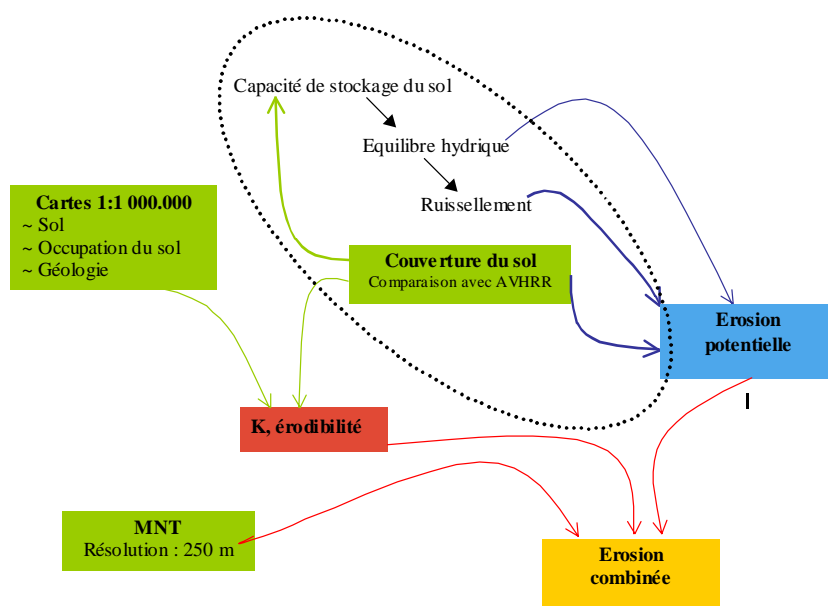 Capacité de stockage du sol
Equilibre hydrique
Ruissellement
Cartes 1:1 000.000
~ Sol
~ Occupation du sol
~ Géologie
Couverture du sol
Comparaison avec AVHRR
Erosion
potentielle
I
K, érodibilité
MNT
Résolution : 250 m
Erosion
combinée